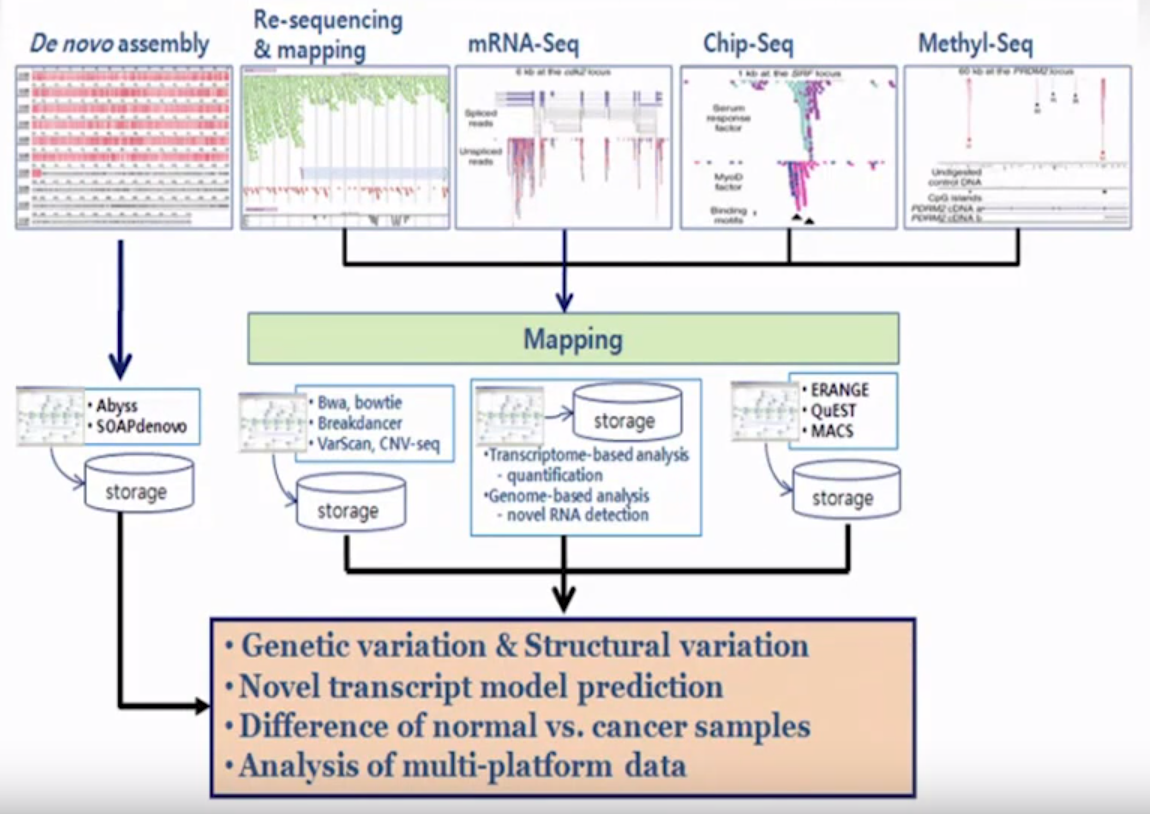 De novo assembly
Re-sequencing
& mapping
mRNA-Seq
Chip-Seq
Methyl-Seq
6 kb at the cdk2 locus
Spliced
reads
Unspliced
reads
1 kb at the SRF locus
Serum
response
factor
MyoD
factor
Binding
motifs
60 kb at the PRDM2 locus
Undigested
control DNA
CpG islands
PDRM2 cDNA a
PDRM2 cDNA b
Mapping
• Abyss
• SOAPdenovo
storage
• Bwa, bowtie
• Breakdancer
• VarScan, CNV-seq
storage
storage
•Transcriptome-based analysis
- quantification
•Genome-based analysis
- novel RNA detection
• ERANGE
• QuEST
• MACS
storage
• Genetic variation & Structural variation
• Novel transcript model prediction
• Difference of normal vs. cancer samples
• Analysis of multi-platform data